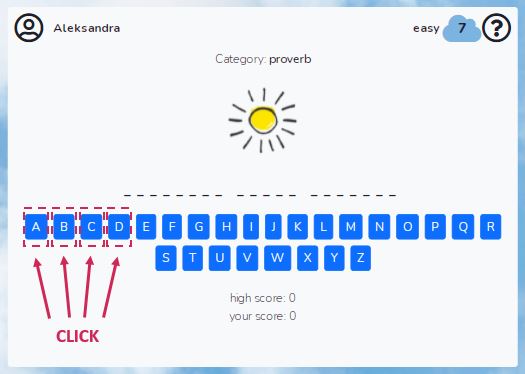 Aleksandra easy 7 ?
Category: proverb
_ _ _ _ _ _ _ _ _ _ _ _ _ _ _ _ _ _ _ _
A B C D E F G H I J K L M N O P Q R
S T U V W X Y Z
high score: 0
your score: 0
CLICK